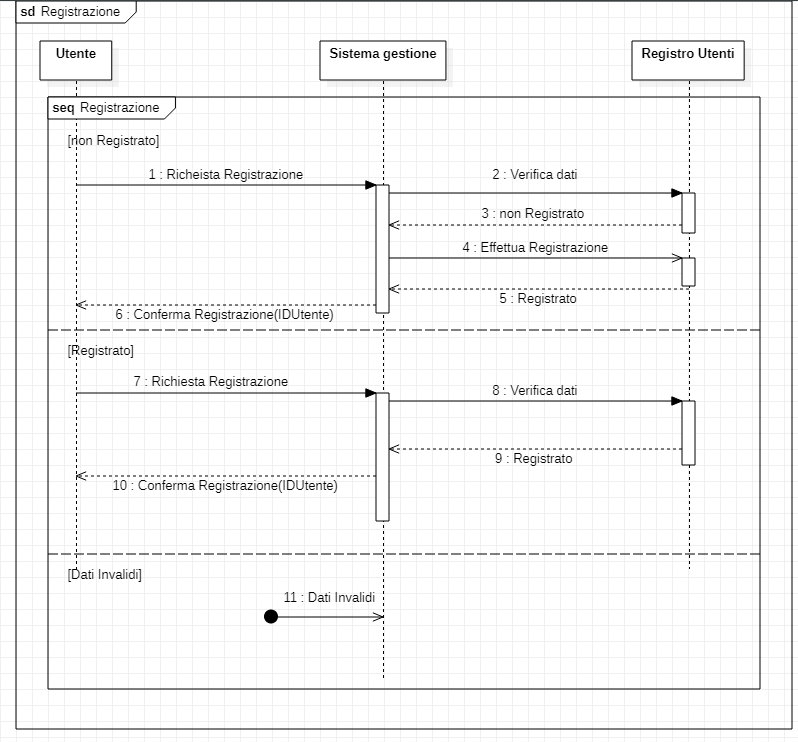 sd Registrazione
Utente
Sistema gestione
Registro Utenti
seq Registrazione
[non Registrato]
1 : Richeista Registrazione
2 : Verifica dati
3 : non Registrato
4 : Effettua Registrazione
5 : Registrato
6 : Conferma Registrazione(IDUtente)
[Registrato]
7 : Richiesta Registrazione
8 : Verifica dati
9 : Registrato
10 : Conferma Registrazione(IDUtente)
[Dati Invalidi]
11 : Dati Invalidi